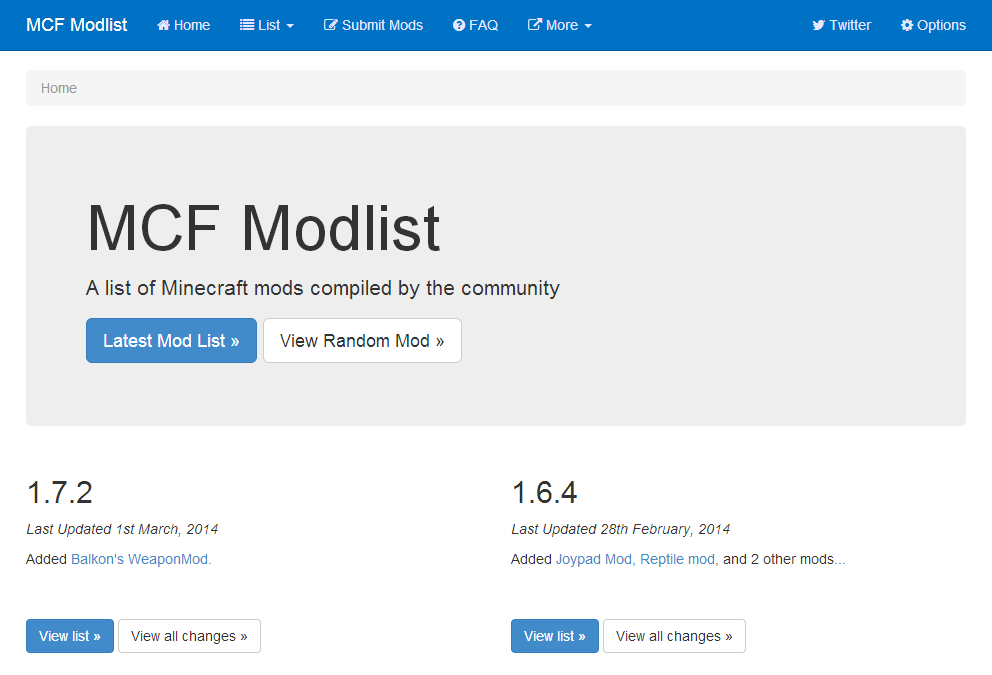 MCF Modlist Home List Submit Mods FAQ More Twitter Options
Home
MCF Modlist
A list of Minecraft mods compiled by the community
Latest Mod List » View Random Mod »
1.7.2
Last Updated 1st March, 2014
Added Balkon's WeaponMod.
View list » View all changes »
1.6.4
Last Updated 28th February, 2014
Added Joypad Mod, Reptile mod, and 2 other mods...
View list » View all changes »